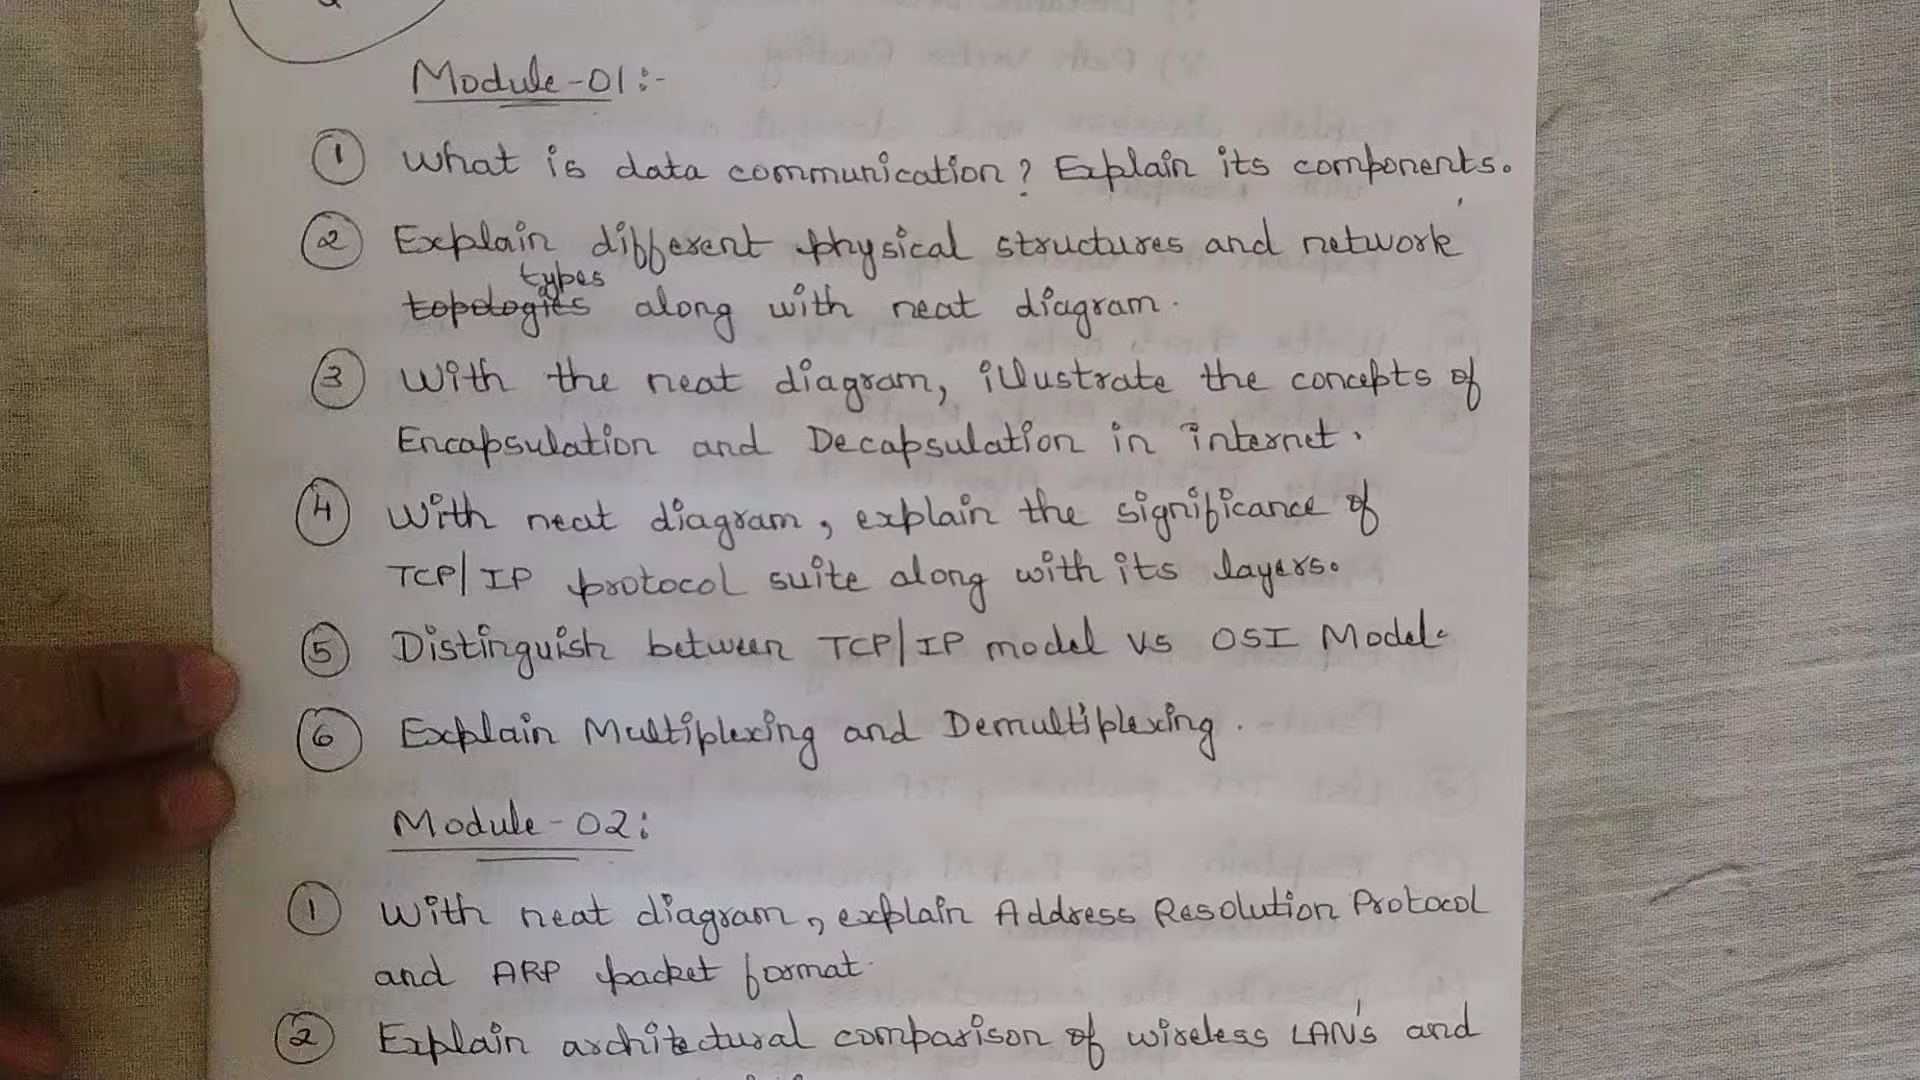 Module-01:-
1 What is data communication? Explain its components.
2 Explain different physical structures and network
types
topologies along with neat diagram.
3 With the neat diagram, illustrate the concepts of
Encapsulation and Decapsulation in internet.
4 With neat diagram, explain the significance of
TCP/IP protocol suite along with its layers.
5 Distinguish between TCP/IP model vs OSI Model.
6 Explain Multiplexing and Demultiplexing.
Module-02:
1 With neat diagram, explain Address Resolution Protocol
and ARP packet format.
2 Explain architectural comparison of wireless LAN's and